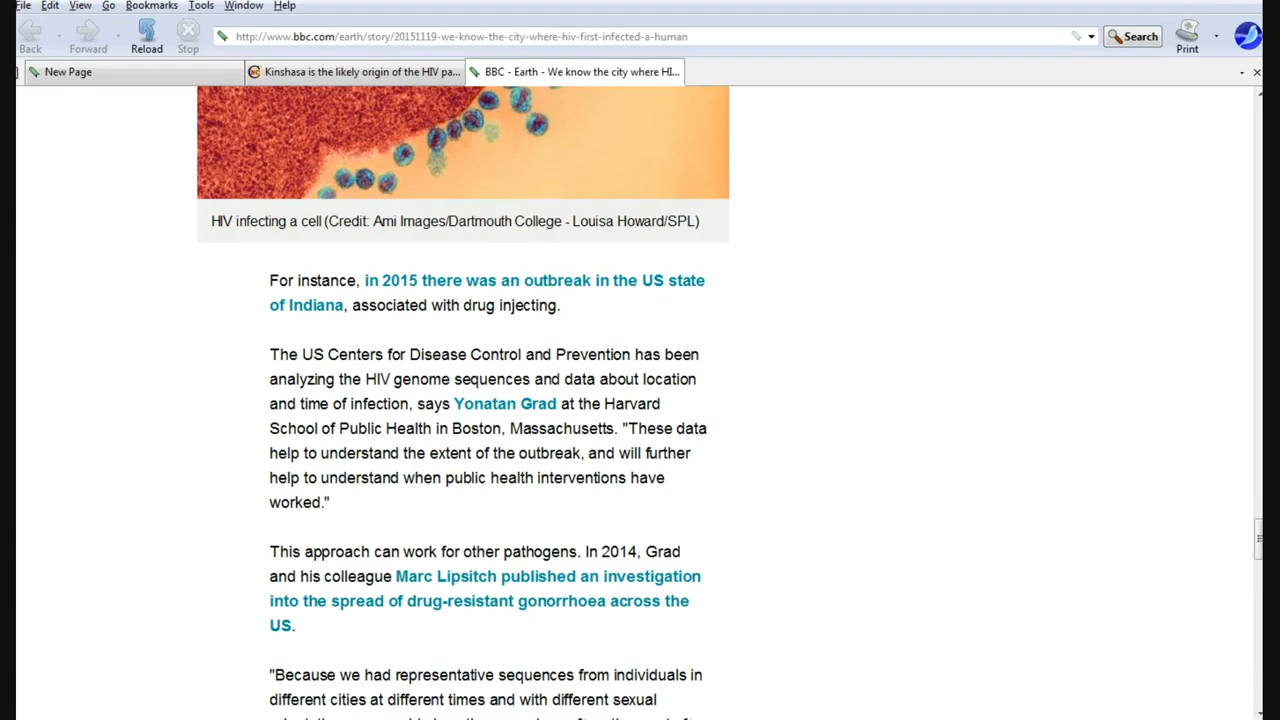 File Edit View Go Bookmarks Tools Window Help
Back Forward Reload Stop http://www.bbc.com/earth/story/20151119-we-know-the-city-where-hiv-first-infected-a-human Search Print
New Page Kinshasa is the likely origin of the HIV pa... BBC - Earth - We know the city where HI...
HIV infecting a cell (Credit: Ami Images/Dartmouth College - Louisa Howard/SPL)
For instance, in 2015 there was an outbreak in the US state
of Indiana, associated with drug injecting.
The US Centers for Disease Control and Prevention has been
analyzing the HIV genome sequences and data about location
and time of infection, says Yonatan Grad at the Harvard
School of Public Health in Boston, Massachusetts. "These data
help to understand the extent of the outbreak, and will further
help to understand when public health interventions have
worked."
This approach can work for other pathogens. In 2014, Grad
and his colleague Marc Lipsitch published an investigation
into the spread of drug-resistant gonorrhoea across the
US.
"Because we had representative sequences from individuals in
different cities at different times and with different sexual